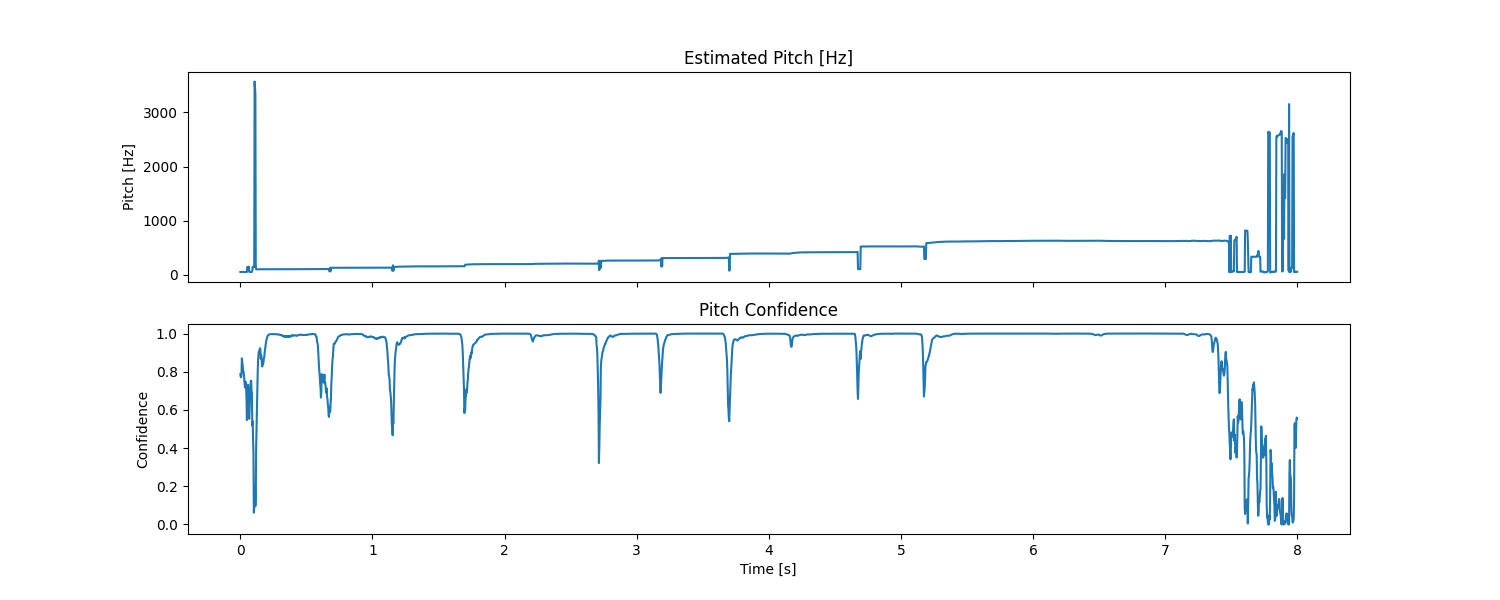 Estimated Pitch [Hz]
Pitch [Hz]
3000
2000
1000
0
Pitch Confidence
Confidence
1.0
0.8
0.6
0.4
0.2
0.0
0 1 2 3 4 5 6 7 8
Time [s]